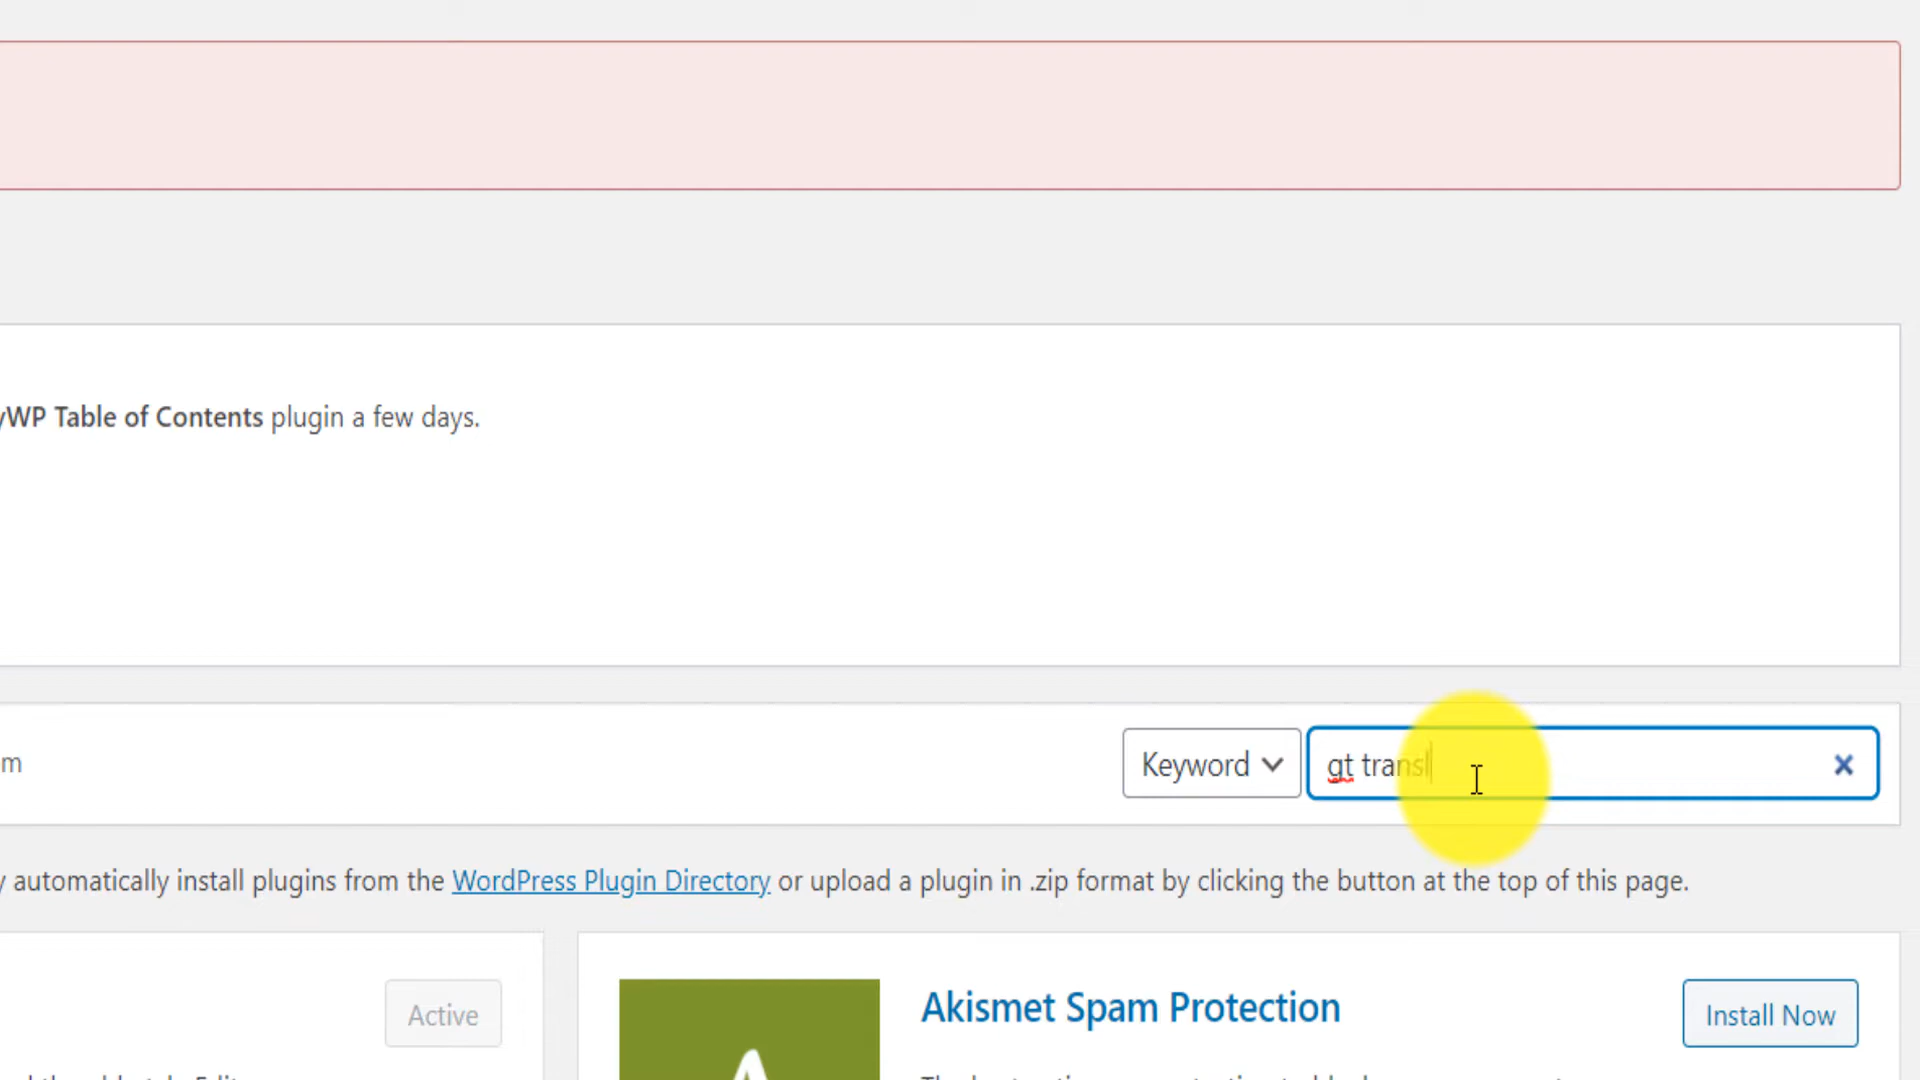 WP Table of Contents plugin a few days.
m
Keyword
gt transl
automatically install plugins from the WordPress Plugin Directory or upload a plugin in .zip format by clicking the button at the top of this page.
Active
Akismet Spam Protection
Install Now